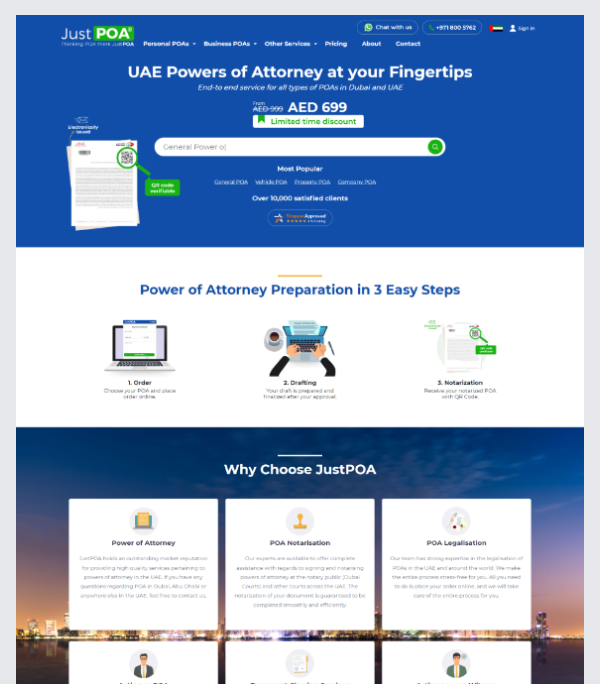 Chat with us
+971 800 5762
Sign in
Just POA
Thinking POA think JustPOA
Personal POAs
Business POAs
Other Services
Pricing
About
Contact
UAE Powers of Attorney at your Fingertips
End-to end service for all types of POAs in Dubai and UAE
From
AED 999 AED 699
Limited time discount
Electronically
issued
General Power o
QR code
verifiable
Most Popular
General POA Vehicle POA Property POA Company POA
Over 10,000 satisfied clients
ShopperApproved
Power of Attorney Preparation in 3 Easy Steps
1. Order
Choose your POA and place
order online.
2. Drafting
Your draft is prepared and
finalized after your approval.
3. Notarization
Receive your notarized POA
with QR Code.
Why Choose JustPOA
Power of Attorney
JustPOA holds an outstanding market reputation
for providing high quality services pertaining to
powers of attorney in the UAE. If you have any
questions regarding POA in Dubai, Abu Dhabi or
anywhere else in the UAE, feel free to contact us.
POA Notarisation
Our experts are available to offer complete
assistance with regards to signing and notarising
powers of attorney at the notary public (Dubai
Courts) and other courts across the UAE. The
notarization of your document is guaranteed to be
completed smoothly and efficiently.
POA Legalisation
Our team has strong expertise in the legalisation of
POAs in the UAE and around the world. We make
the entire process stress-free for you. All you need
to do is place your order online, and we will take
care of the entire process for you.